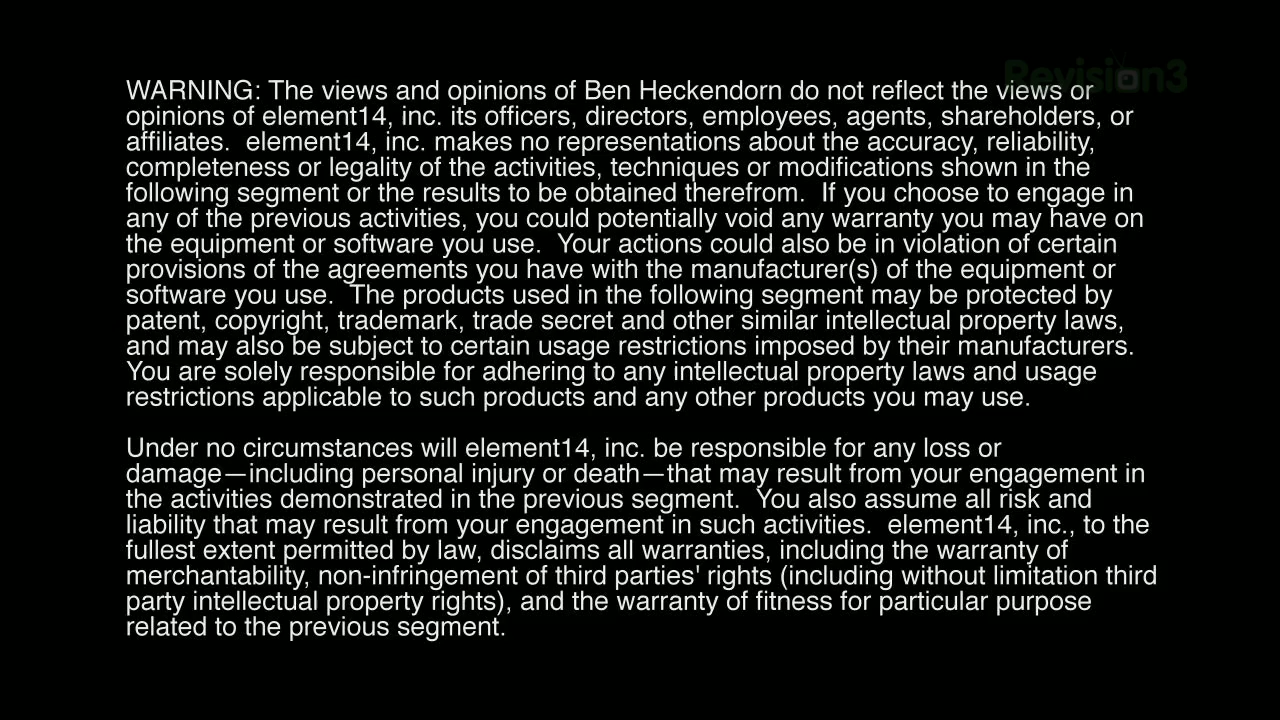 Revision3
WARNING: The views and opinions of Ben Heckendorn do not reflect the views or
opinions of element14, inc. its officers, directors, employees, agents, shareholders, or
affiliates.  element14, inc. makes no representations about the accuracy, reliability,
completeness or legality of the activities, techniques or modifications shown in the
following segment or the results to be obtained therefrom.  If you choose to engage in
any of the previous activities, you could potentially void any warranty you may have on
the equipment or software you use.  Your actions could also be in violation of certain
provisions of the agreements you have with the manufacturer(s) of the equipment or
software you use.  The products used in the following segment may be protected by
patent, copyright, trademark, trade secret and other similar intellectual property laws,
and may also be subject to certain usage restrictions imposed by their manufacturers.
You are solely responsible for adhering to any intellectual property laws and usage
restrictions applicable to such products and any other products you may use.
Under no circumstances will element14, inc. be responsible for any loss or
damage—including personal injury or death—that may result from your engagement in
the activities demonstrated in the previous segment.  You also assume all risk and
liability that may result from your engagement in such activities.  element14, inc., to the
fullest extent permitted by law, disclaims all warranties, including the warranty of
merchantability, non-infringement of third parties' rights (including without limitation third
party intellectual property rights), and the warranty of fitness for particular purpose
related to the previous segment.